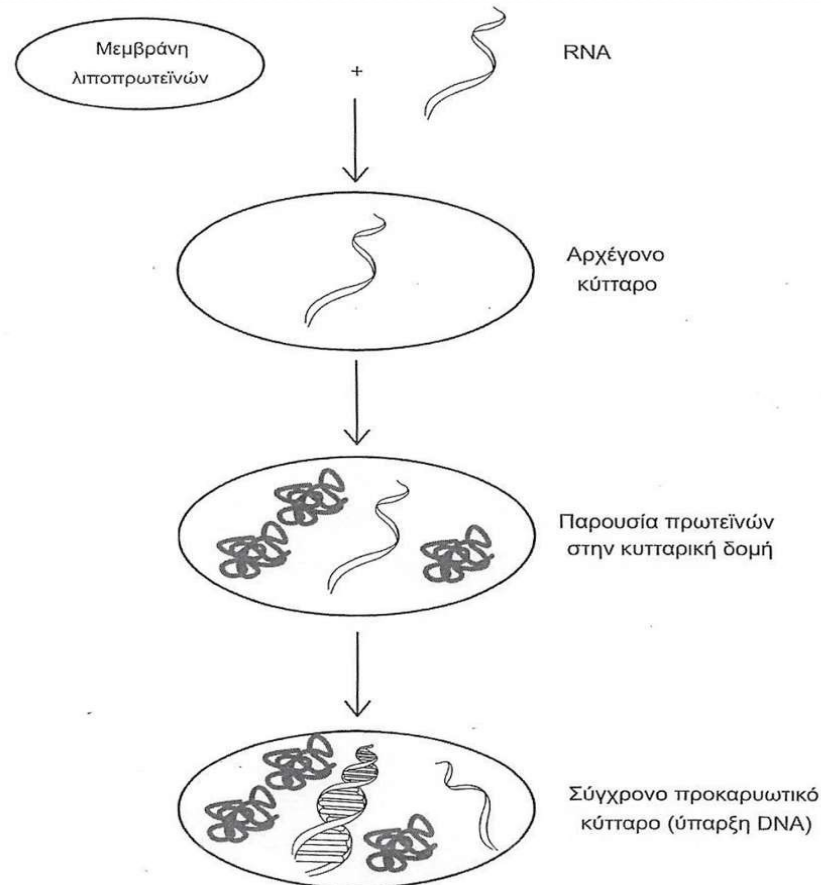 Μεμβράνη
λιποπρωτεϊνών
+
RNA
Αρχέγονο
κύτταρο
Παρουσία πρωτεϊνών
στην κυτταρική δομή
Σύγχρονο προκαρυωτικό
κύτταρο (ύπαρξη DNA)